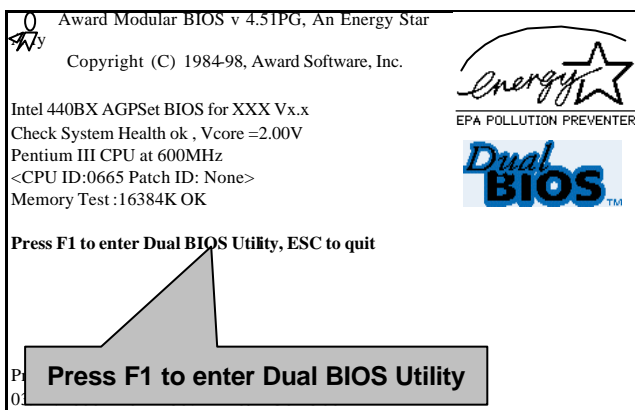 Award Modular BIOS v 4.51PG, An Energy Star
Copyright (C) 1984-98, Award Software, Inc.
Intel 440BX AGPSet BIOS for XXX Vx.x
Check System Health ok , Vcore =2.00V
Pentium III CPU at 600MHz
<CPU ID:0665 Patch ID: None>
Memory Test :16384K OK
Press F1 to enter Dual BIOS Utility, ESC to quit
Press F1 to enter Dual BIOS Utility
energy
EPA POLLUTION PREVENTER
Dual
BIOS
TM